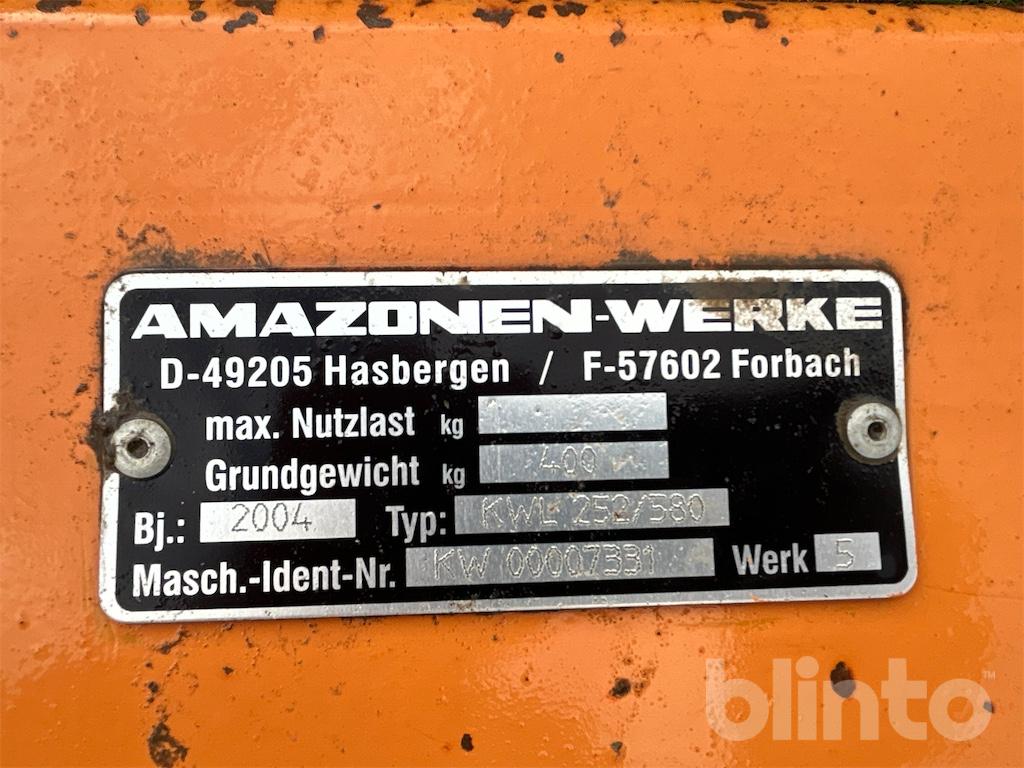 AMAZONEN-WERKE
D-49205 Hasbergen / F-57602 Forbach
max. Nutzlast kg
Grundgewicht kg 400
Bj.: 2004 Typ: KWL 252/580
Masch.-Ident-Nr. KW 00007331 Werk 5
blinto™